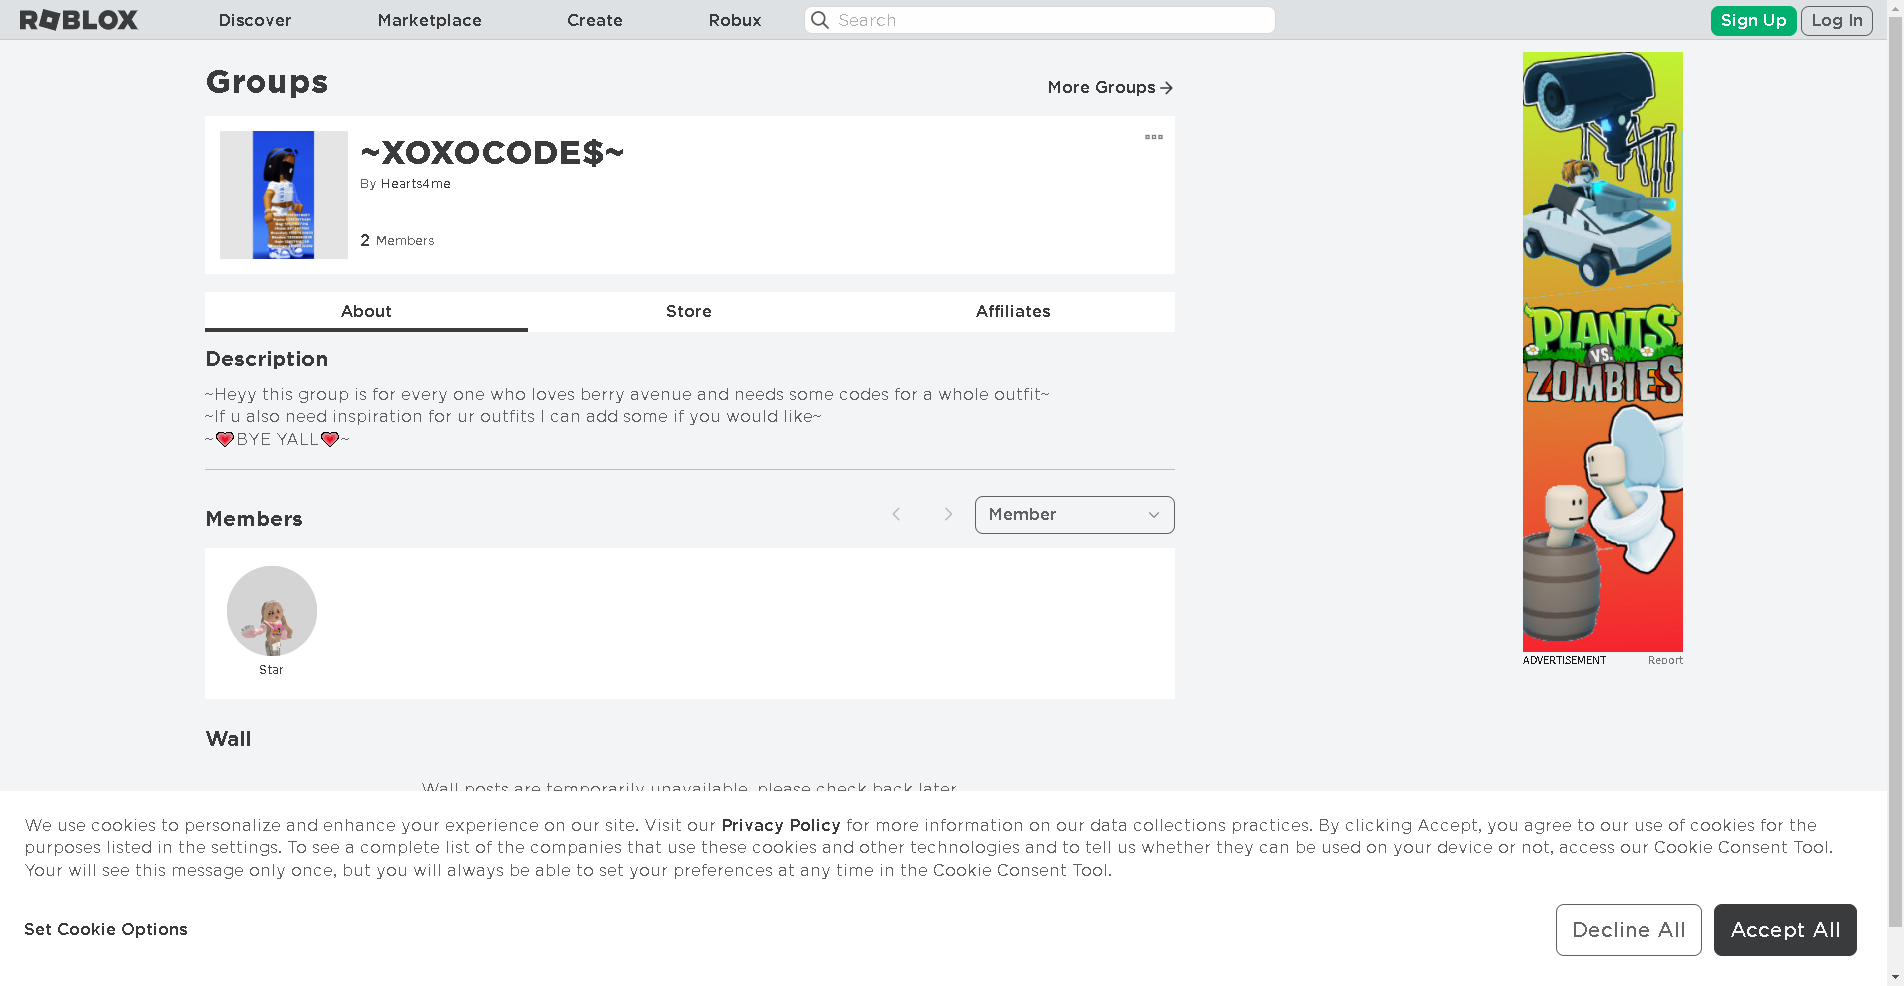 ROBLOX
Discover
Marketplace
Create
Robux
Search
Sign Up
Log In
Groups
More Groups
~XOXOCODE$~
By Hearts4me
2 Members
About
Store
Affiliates
Description
~Heyy this group is for every one who loves berry avenue and needs some codes for a whole outfit~
~If u also need inspiration for ur outfits I can add some if you would like~
~💗BYE YALL💗~
Members
Member
Star
Wall
Wall posts are temporarily unavailable, please check back later.
PLANTS
VS.
ZOMBIES
ADVERTISEMENT
Report
We use cookies to personalize and enhance your experience on our site. Visit our Privacy Policy for more information on our data collections practices. By clicking Accept, you agree to our use of cookies for the
purposes listed in the settings. To see a complete list of the companies that use these cookies and other technologies and to tell us whether they can be used on your device or not, access our Cookie Consent Tool.
Your will see this message only once, but you will always be able to set your preferences at any time in the Cookie Consent Tool.
Set Cookie Options
Decline All
Accept All